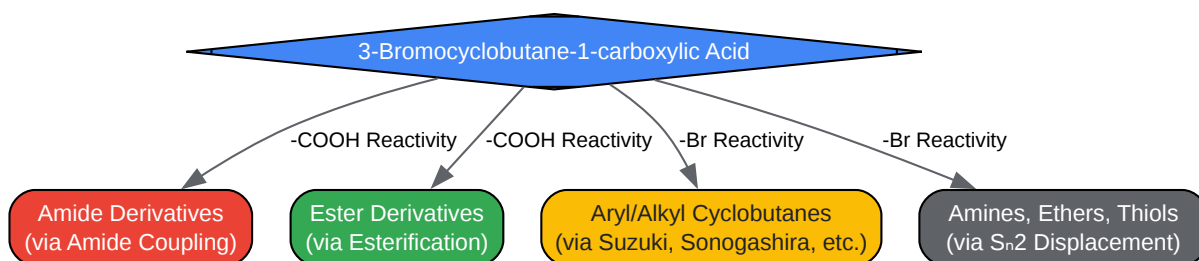 3-Bromocyclobutane-1-carboxylic Acid
-COOH Reactivity
-COOH Reactivity
-Br Reactivity
-Br Reactivity
Amide Derivatives
(via Amide Coupling)
Ester Derivatives
(via Esterification)
Aryl/Alkyl Cyclobutanes
(via Suzuki, Sonogashira, etc.)
Amines, Ethers, Thiols
(via Sₙ2 Displacement)